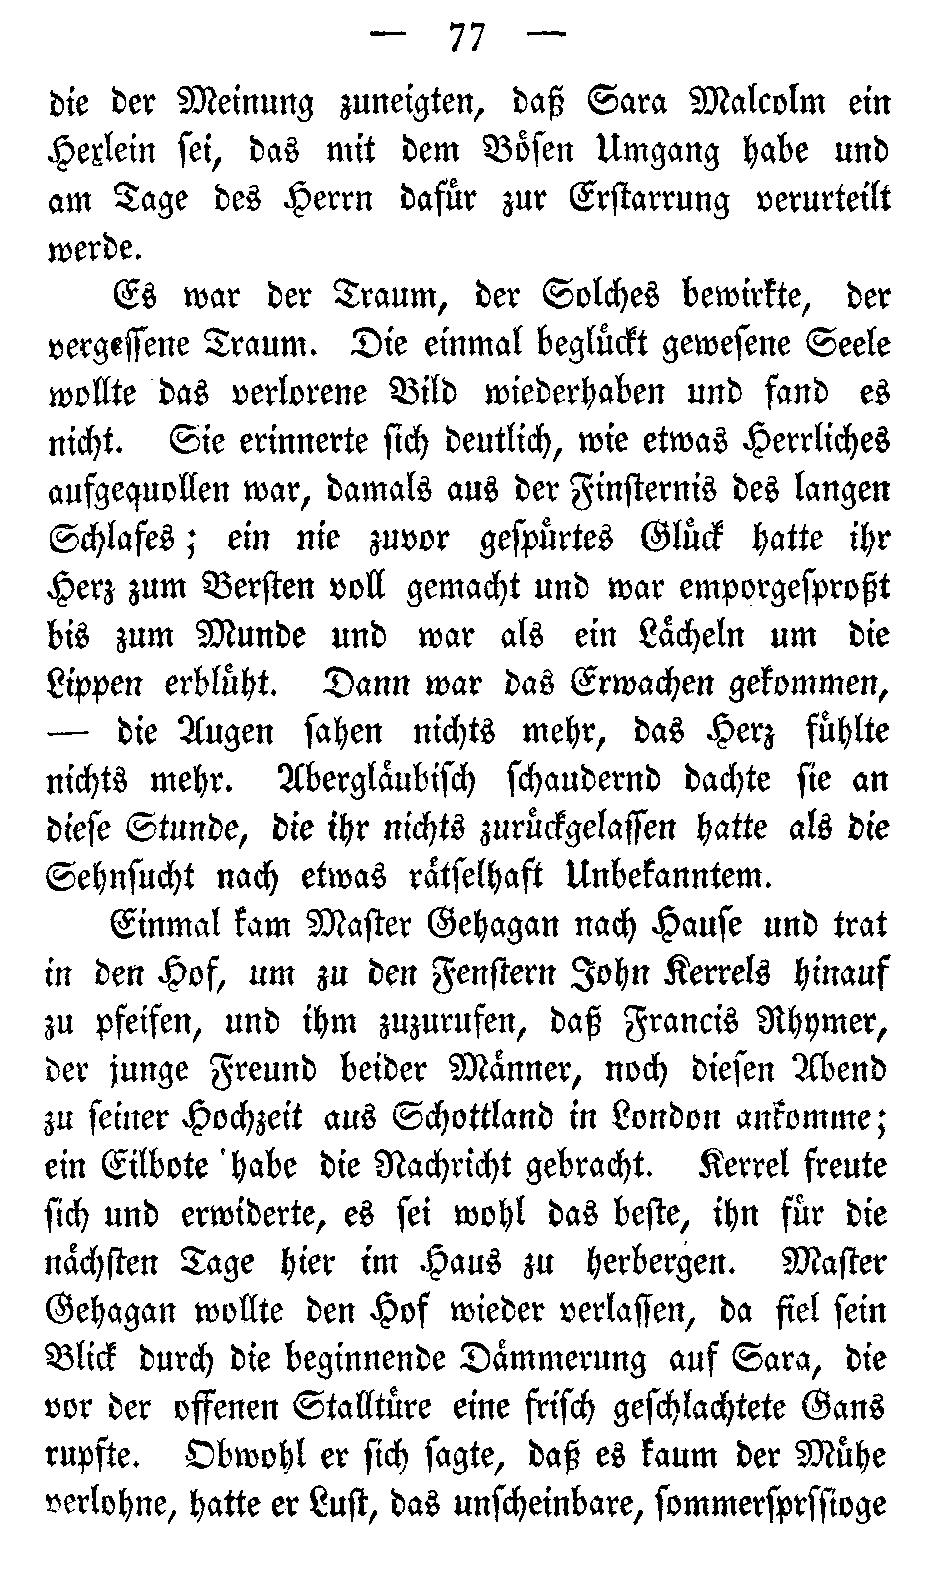 — 77 —
die der Meinung zuneigten, daß Sara Malcolm ein
Hexlein sei, das mit dem Bösen Umgang habe und
am Tage des Herrn dafür zur Erstarrung verurteilt
werde.
Es war der Traum, der Solches bewirkte, der
vergessene Traum. Die einmal beglückt gewesene Seele
wollte das verlorene Bild wiederhaben und fand es
nicht. Sie erinnerte sich deutlich, wie etwas Herrliches
aufgequollen war, damals aus der Finsternis des langen
Schlafes; ein nie zuvor gespürtes Glück hatte ihr
Herz zum Bersten voll gemacht und war emporgesproßt
bis zum Munde und war als ein Lächeln um die
Lippen erblüht. Dann war das Erwachen gekommen,
— die Augen sahen nichts mehr, das Herz fühlte
nichts mehr. Abergläubisch schaudernd dachte sie an
diese Stunde, die ihr nichts zurückgelassen hatte als die
Sehnsucht nach etwas rätselhaft Unbekanntem.
Einmal kam Master Gehagan nach Hause und trat
in den Hof, um zu den Fenstern John Kerrels hinauf
zu pfeifen, und ihm zuzurufen, daß Francis Rhymer,
der junge Freund beider Männer, noch diesen Abend
zu seiner Hochzeit aus Schottland in London ankomme;
ein Eilbote habe die Nachricht gebracht. Kerrel freute
sich und erwiderte, es sei wohl das beste, ihn für die
nächsten Tage hier im Haus zu herbergen. Master
Gehagan wollte den Hof wieder verlassen, da fiel sein
Blick durch die beginnende Dämmerung auf Sara, die
vor der offenen Stalltüre eine frisch geschlachtete Gans
rupfte. Obwohl er sich sagte, daß es kaum der Mühe
verlohne, hatte er Lust, das unscheinbare, sommersprssioge